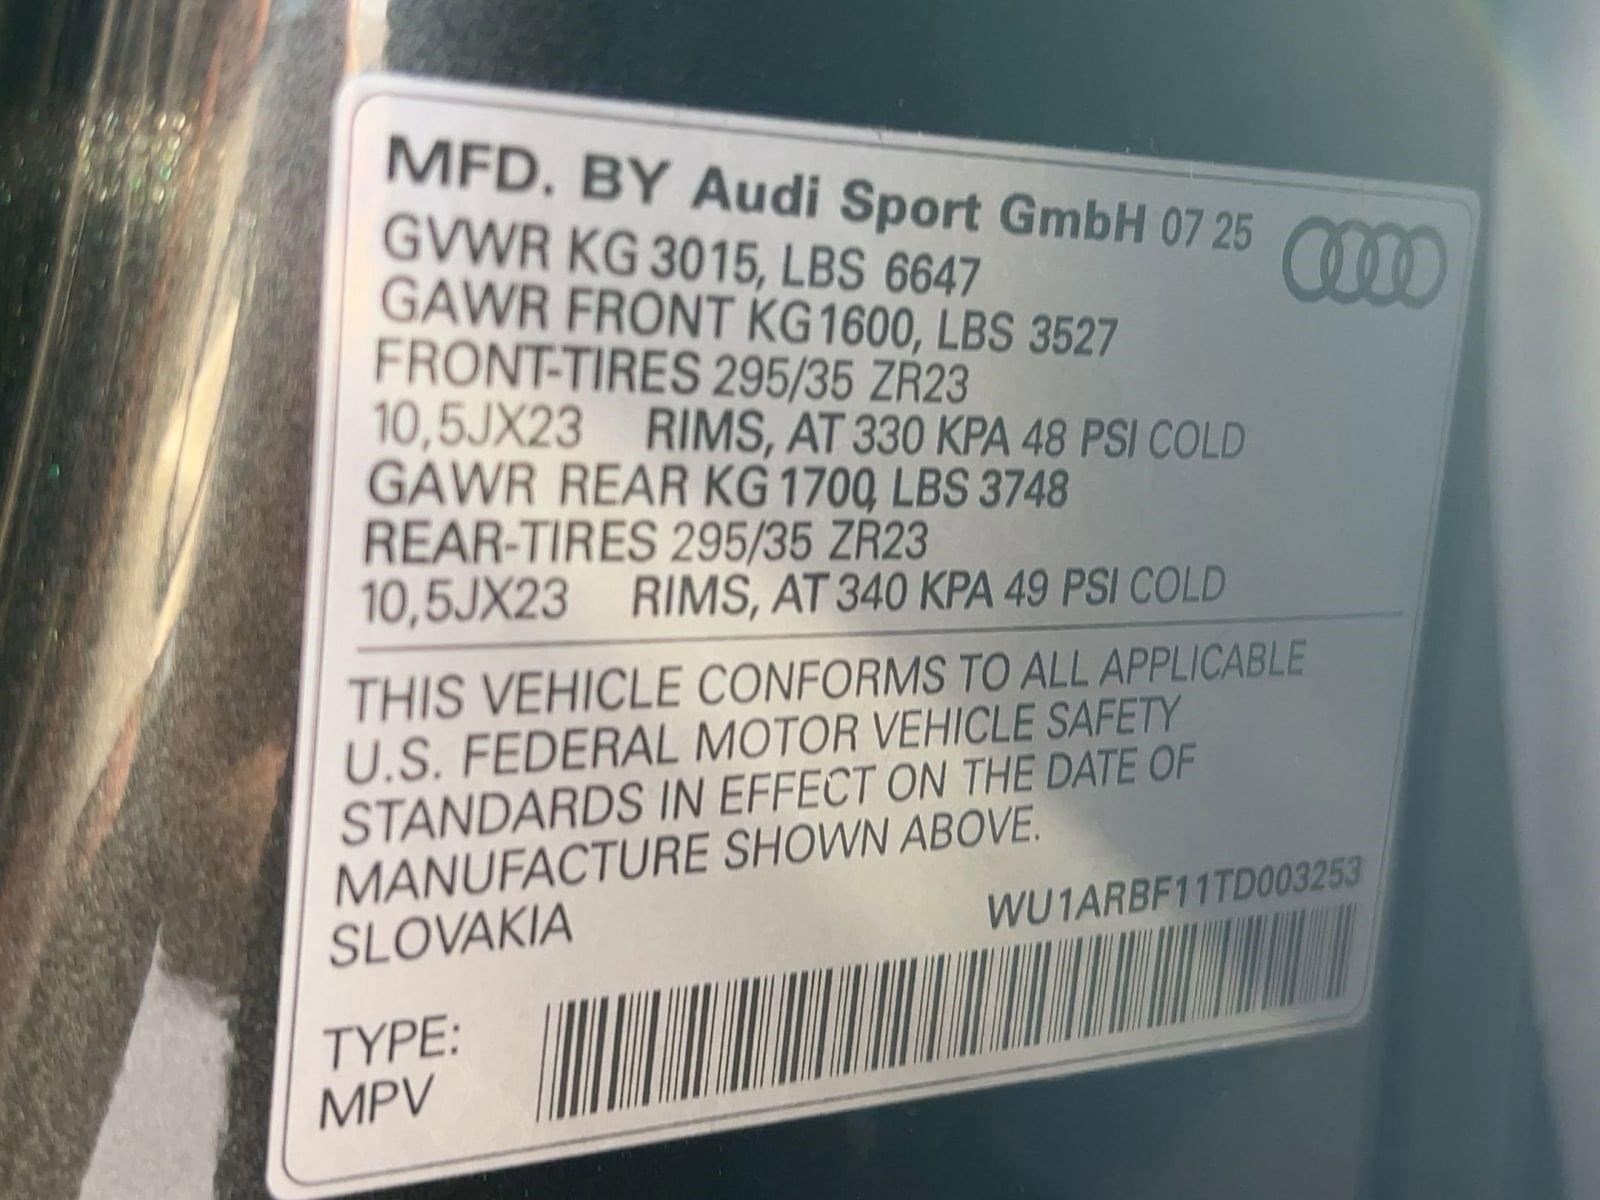 MFD. BY Audi Sport GmbH 07 25
GVWR KG 3015, LBS 6647
GAWR FRONT KG 1600, LBS 3527
FRONT-TIRES 295/35 ZR23
10,5JX23 RIMS, AT 330 KPA 48 PSI COLD
GAWR REAR KG 1700, LBS 3748
REAR-TIRES 295/35 ZR23
10,5JX23 RIMS, AT 340 KPA 49 PSI COLD
THIS VEHICLE CONFORMS TO ALL APPLICABLE
U.S. FEDERAL MOTOR VEHICLE SAFETY
STANDARDS IN EFFECT ON THE DATE OF
MANUFACTURE SHOWN ABOVE.
SLOVAKIA
WU1ARBF11TD003253
TYPE:
MPV